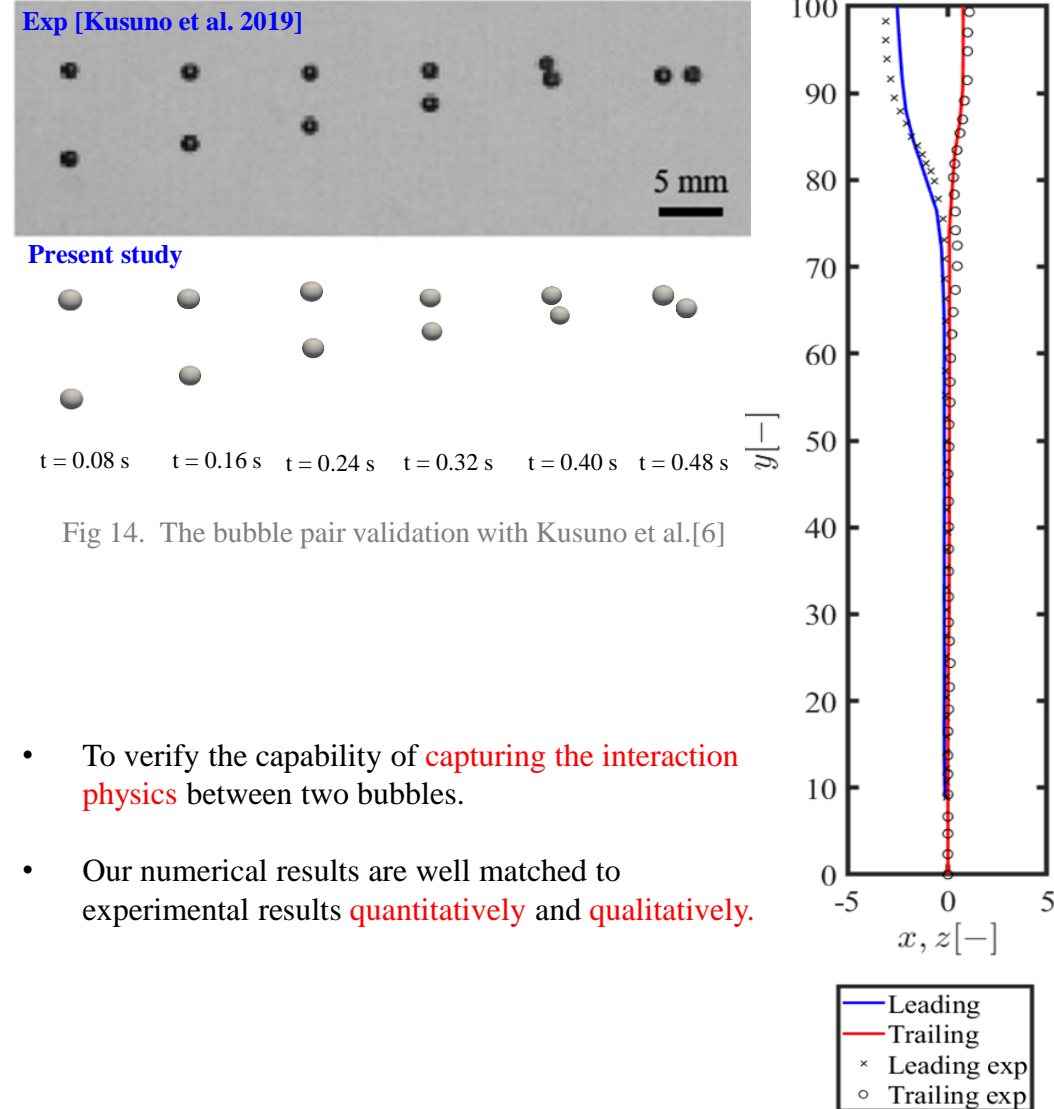 Exp [Kusuno et al. 2019]
5 mm
Present study
t = 0.08 s t = 0.16 s t = 0.24 s t = 0.32 s t = 0.40 s t = 0.48 s
Fig 14. The bubble pair validation with Kusuno et al.[6]
• To verify the capability of capturing the interaction
physics between two bubbles.
• Our numerical results are well matched to
experimental results quantitatively and qualitatively.
100
90
80
70
60
50
40
30
20
10
0
y[−]
-5 0 5
x, z[−]
Leading
Trailing
× Leading exp
○ Trailing exp